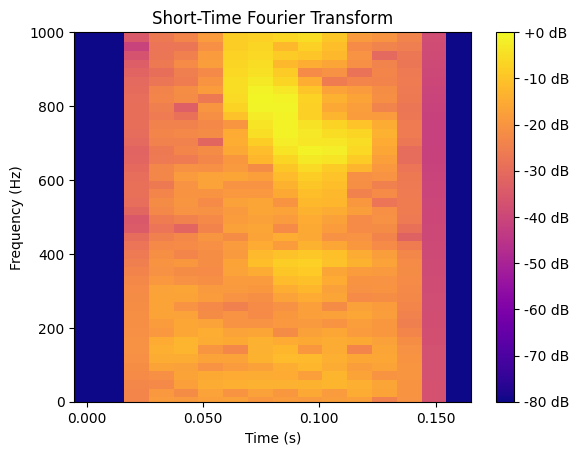 Short-Time Fourier Transform
1000
800
600
400
200
0
Frequency (Hz)
0.000
0.050
0.100
0.150
Time (s)
+0 dB
-10 dB
-20 dB
-30 dB
-40 dB
-50 dB
-60 dB
-70 dB
-80 dB